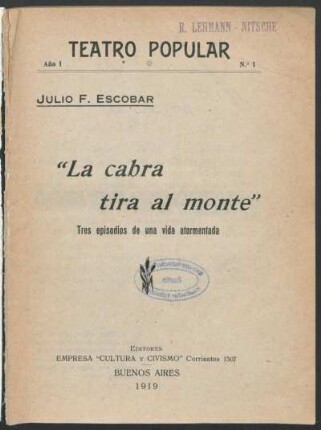 R. LEHMANN - NITSCHE
TEATRO POPULAR
Año I N.º 1
JULIO F. ESCOBAR
“La cabra
tira al monte”
Tres episodios de una vida atormentada
EDITORES
EMPRESA “CULTURA Y CIVISMO” Corrientes 1507
BUENOS AIRES
1919